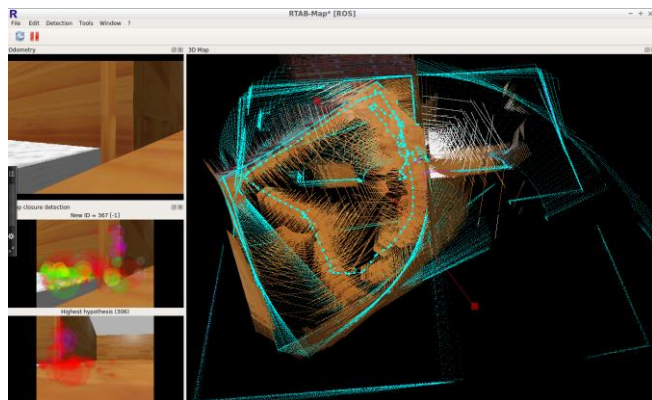 R
RTAB-Map* [ROS]
File Edit Detection Tools Window ?
Odometry
3D Map
closure detection
New ID = 367 [-1]
Highest hypothesis (306)